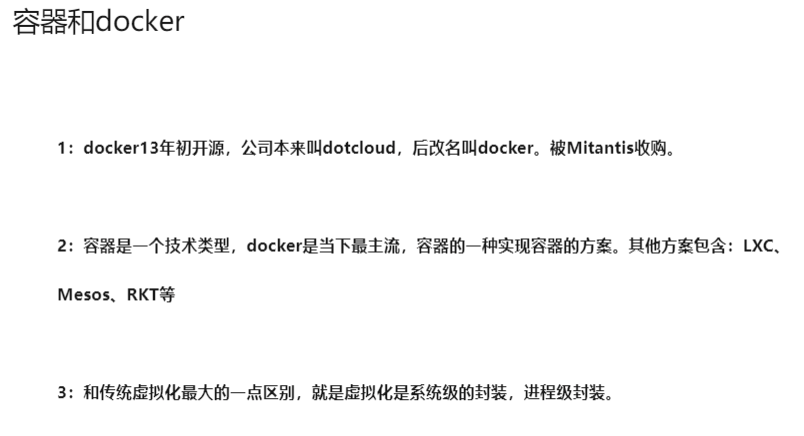 容器和docker
1：docker13年初开源，公司本来叫dotcloud，后改名叫docker。被Mitantis收购。
2：容器是一个技术类型，docker是当下最主流，容器的一种实现容器的方案。其他方案包含：LXC、
Mesos、RKT等
3：和传统虚拟化最大的一点区别，就是虚拟化是系统级的封装，进程级封装。